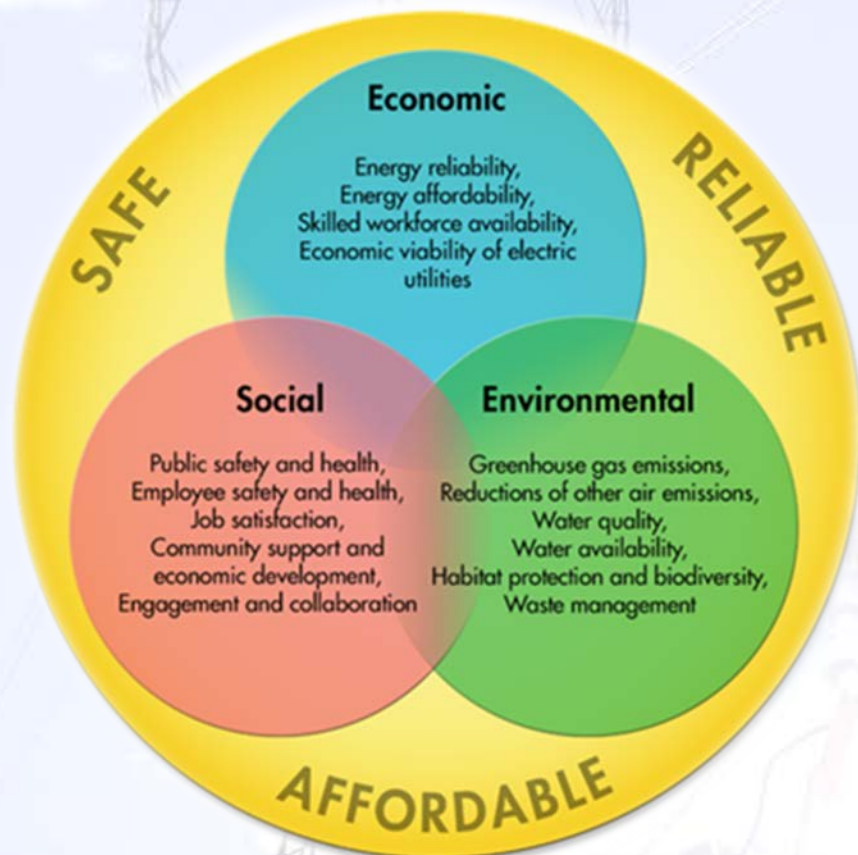 SAFE
RELIABLE
AFFORDABLE
Economic
Energy reliability,
Energy affordability,
Skilled workforce availability,
Economic viability of electric
utilities
Social
Public safety and health,
Employee safety and health,
Job satisfaction,
Community support and
economic development,
Engagement and collaboration
Environmental
Greenhouse gas emissions,
Reductions of other air emissions,
Water quality,
Water availability,
Habitat protection and biodiversity,
Waste management